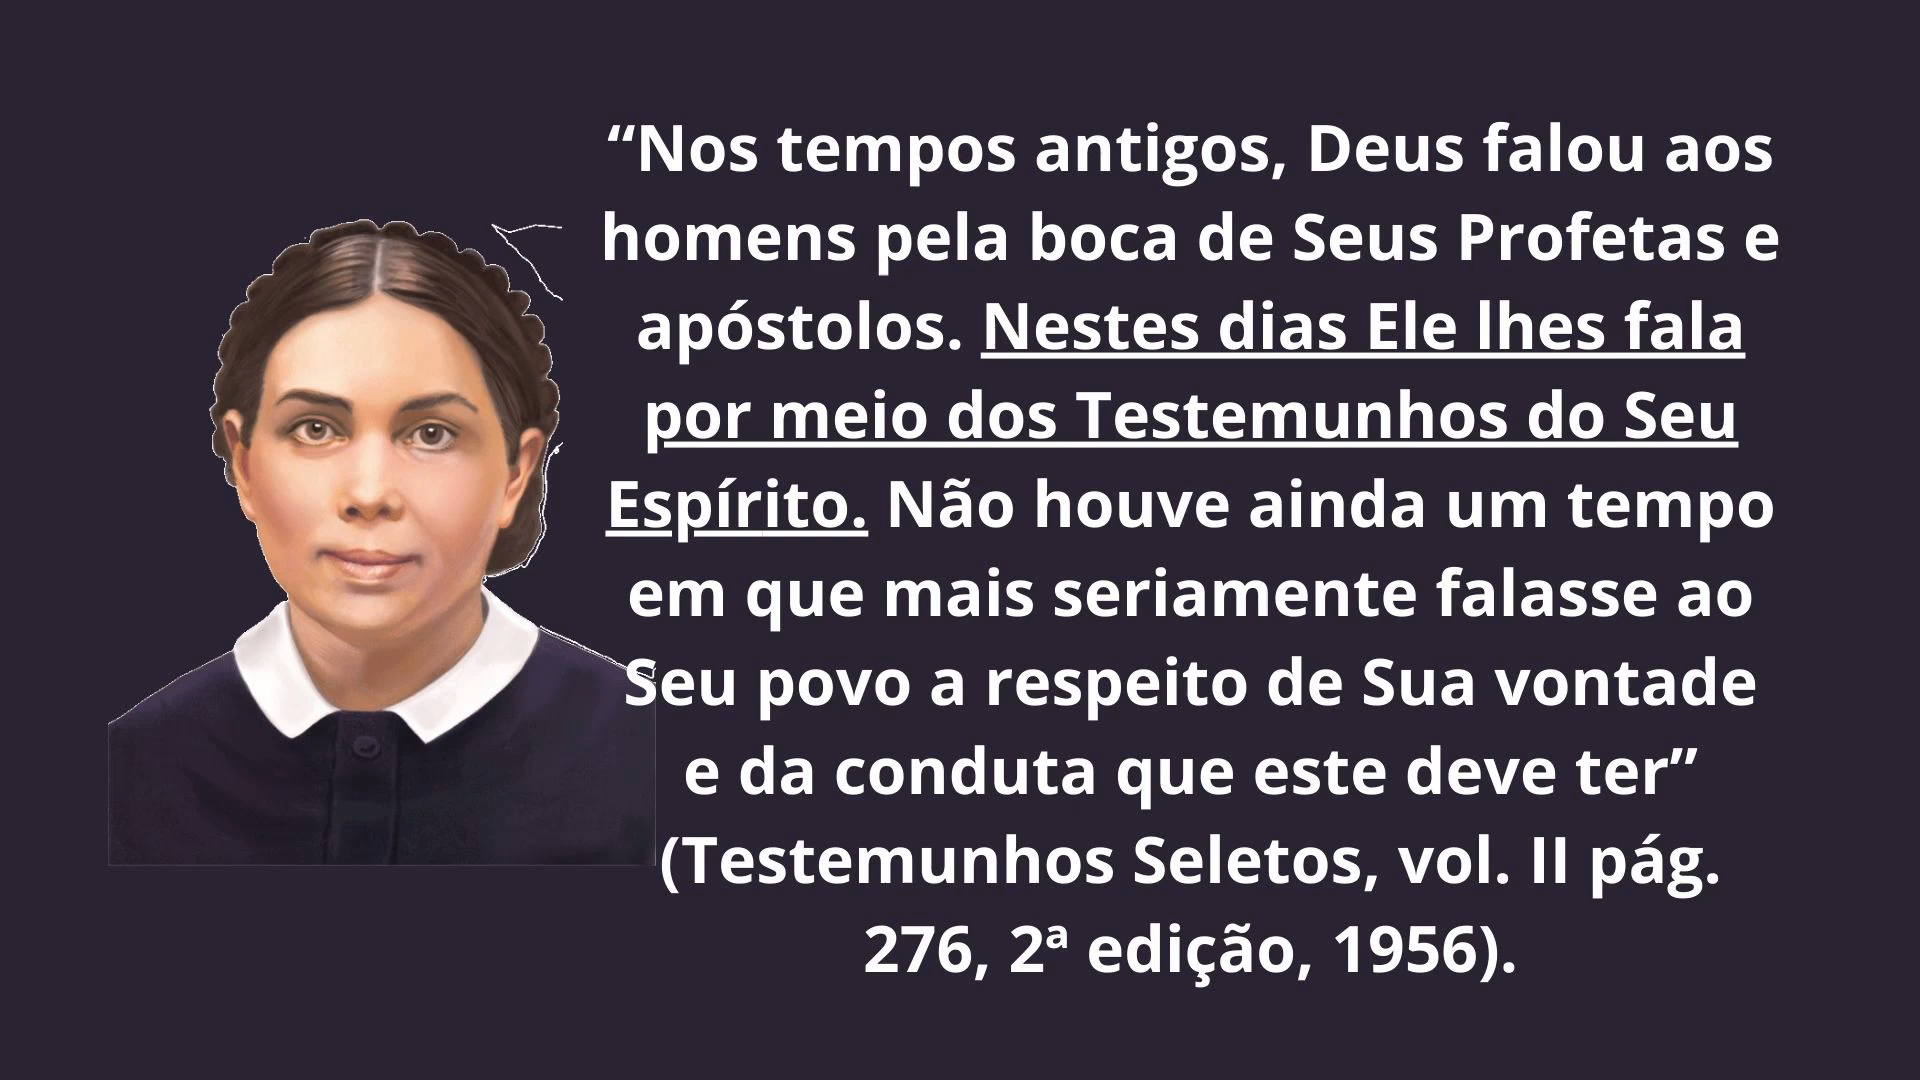 “Nos tempos antigos, Deus falou aos
homens pela boca de Seus Profetas e
apóstolos. Nestes dias Ele lhes fala
por meio dos Testemunhos do Seu
Espírito. Não houve ainda um tempo
em que mais seriamente falasse ao
Seu povo a respeito de Sua vontade
e da conduta que este deve ter”
(Testemunhos Seletos, vol. II pág.
276, 2ª edição, 1956).